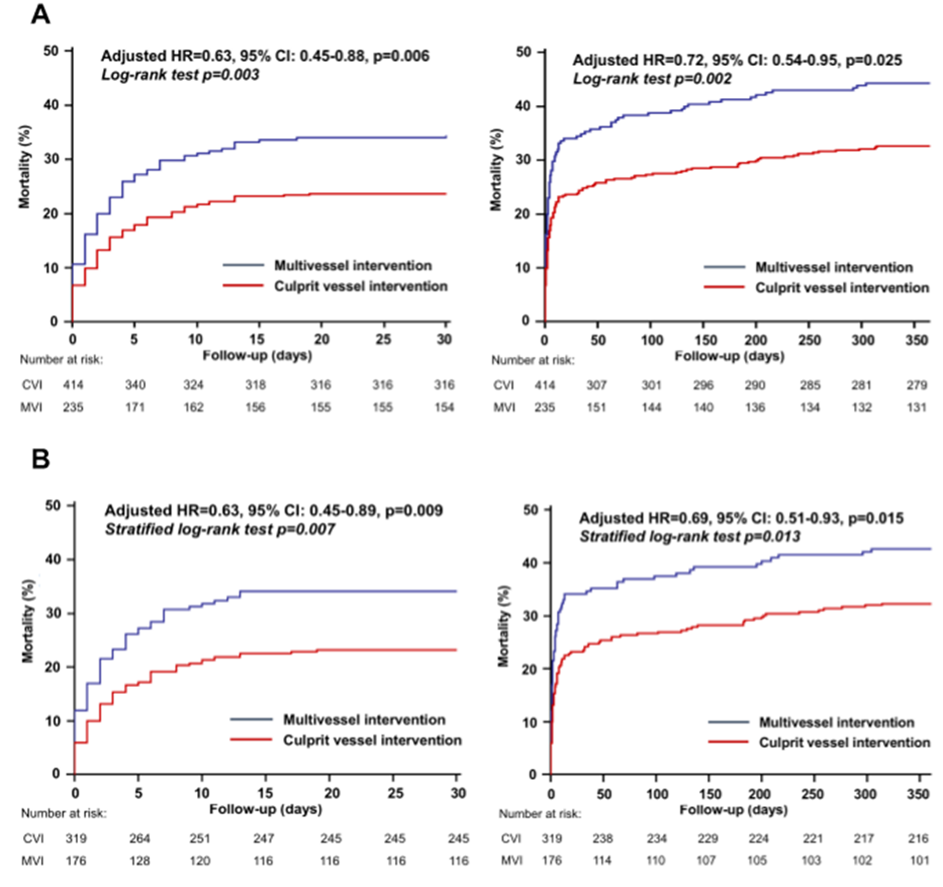 A
Adjusted HR=0.63, 95% CI: 0.45-0.88, p=0.006
Log-rank test p=0.003
50
40
30
20
10
0
Mortality (%)
Multivessel intervention
Culprit vessel intervention
0 5 10 15 20 25 30
Follow-up (days)
Number at risk:
CVI 414 340 324 318 316 316 316
MVI 235 171 162 156 155 155 154
Adjusted HR=0.72, 95% CI: 0.54-0.95, p=0.025
Log-rank test p=0.002
50
40
30
20
10
0
Mortality (%)
Multivessel intervention
Culprit vessel intervention
0 50 100 150 200 250 300 350
Follow-up (days)
Number at risk:
CVI 414 307 301 296 290 285 281 279
MVI 235 151 144 140 136 134 132 131
B
Adjusted HR=0.63, 95% CI: 0.45-0.89, p=0.009
Stratified log-rank test p=0.007
50
40
30
20
10
0
Mortality (%)
Multivessel intervention
Culprit vessel intervention
0 5 10 15 20 25 30
Follow-up (days)
Number at risk:
CVI 319 264 251 247 245 245 245
MVI 176 128 120 116 116 116 116
Adjusted HR=0.69, 95% CI: 0.51-0.93, p=0.015
Stratified log-rank test p=0.013
50
40
30
20
10
0
Mortality (%)
Multivessel intervention
Culprit vessel intervention
0 50 100 150 200 250 300 350
Follow-up (days)
Number at risk:
CVI 319 238 234 229 224 221 217 216
MVI 176 114 110 107 105 103 102 101